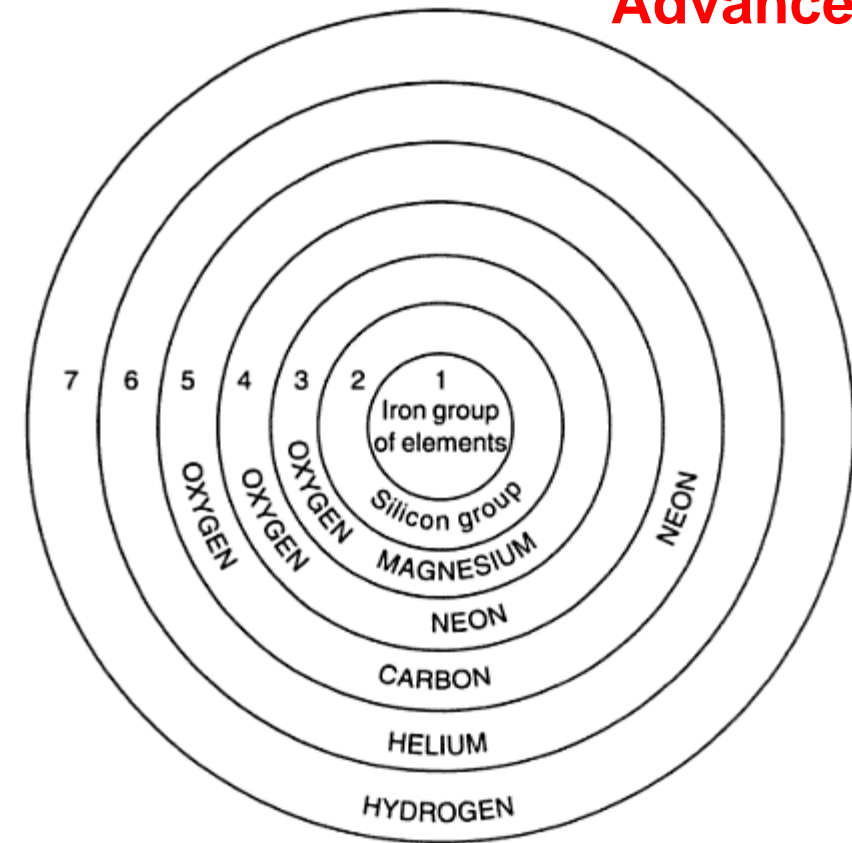 Advance
7 6 5 4 3 2 1
Iron group
of elements
Silicon group
OXYGEN
MAGNESIUM
OXYGEN
NEON
OXYGEN
CARBON
NEON
HELIUM
HYDROGEN